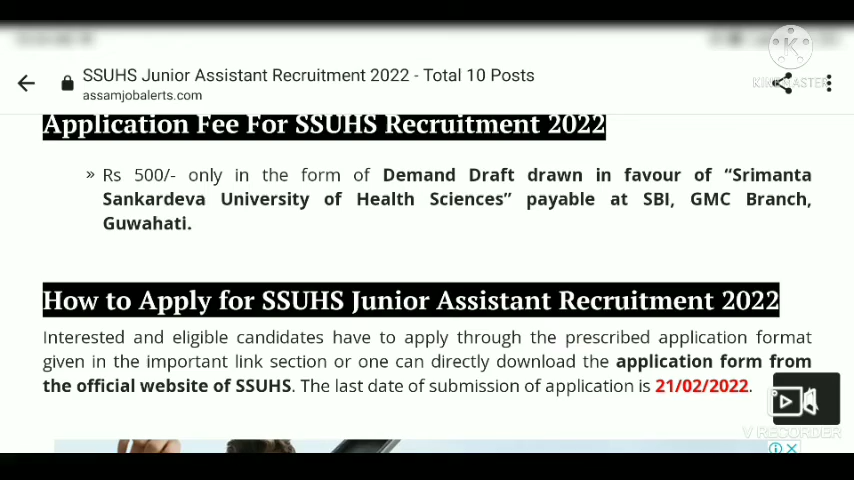 SSUHS Junior Assistant Recruitment 2022 - Total 10 Posts
assamjobalerts.com
KINEMASTER
Application Fee For SSUHS Recruitment 2022
» Rs 500/- only in the form of Demand Draft drawn in favour of “Srimanta
Sankardeva University of Health Sciences” payable at SBI, GMC Branch,
Guwahati.
How to Apply for SSUHS Junior Assistant Recruitment 2022
Interested and eligible candidates have to apply through the prescribed application format
given in the important link section or one can directly download the application form from
the official website of SSUHS. The last date of submission of application is 21/02/2022.
V RECORDER